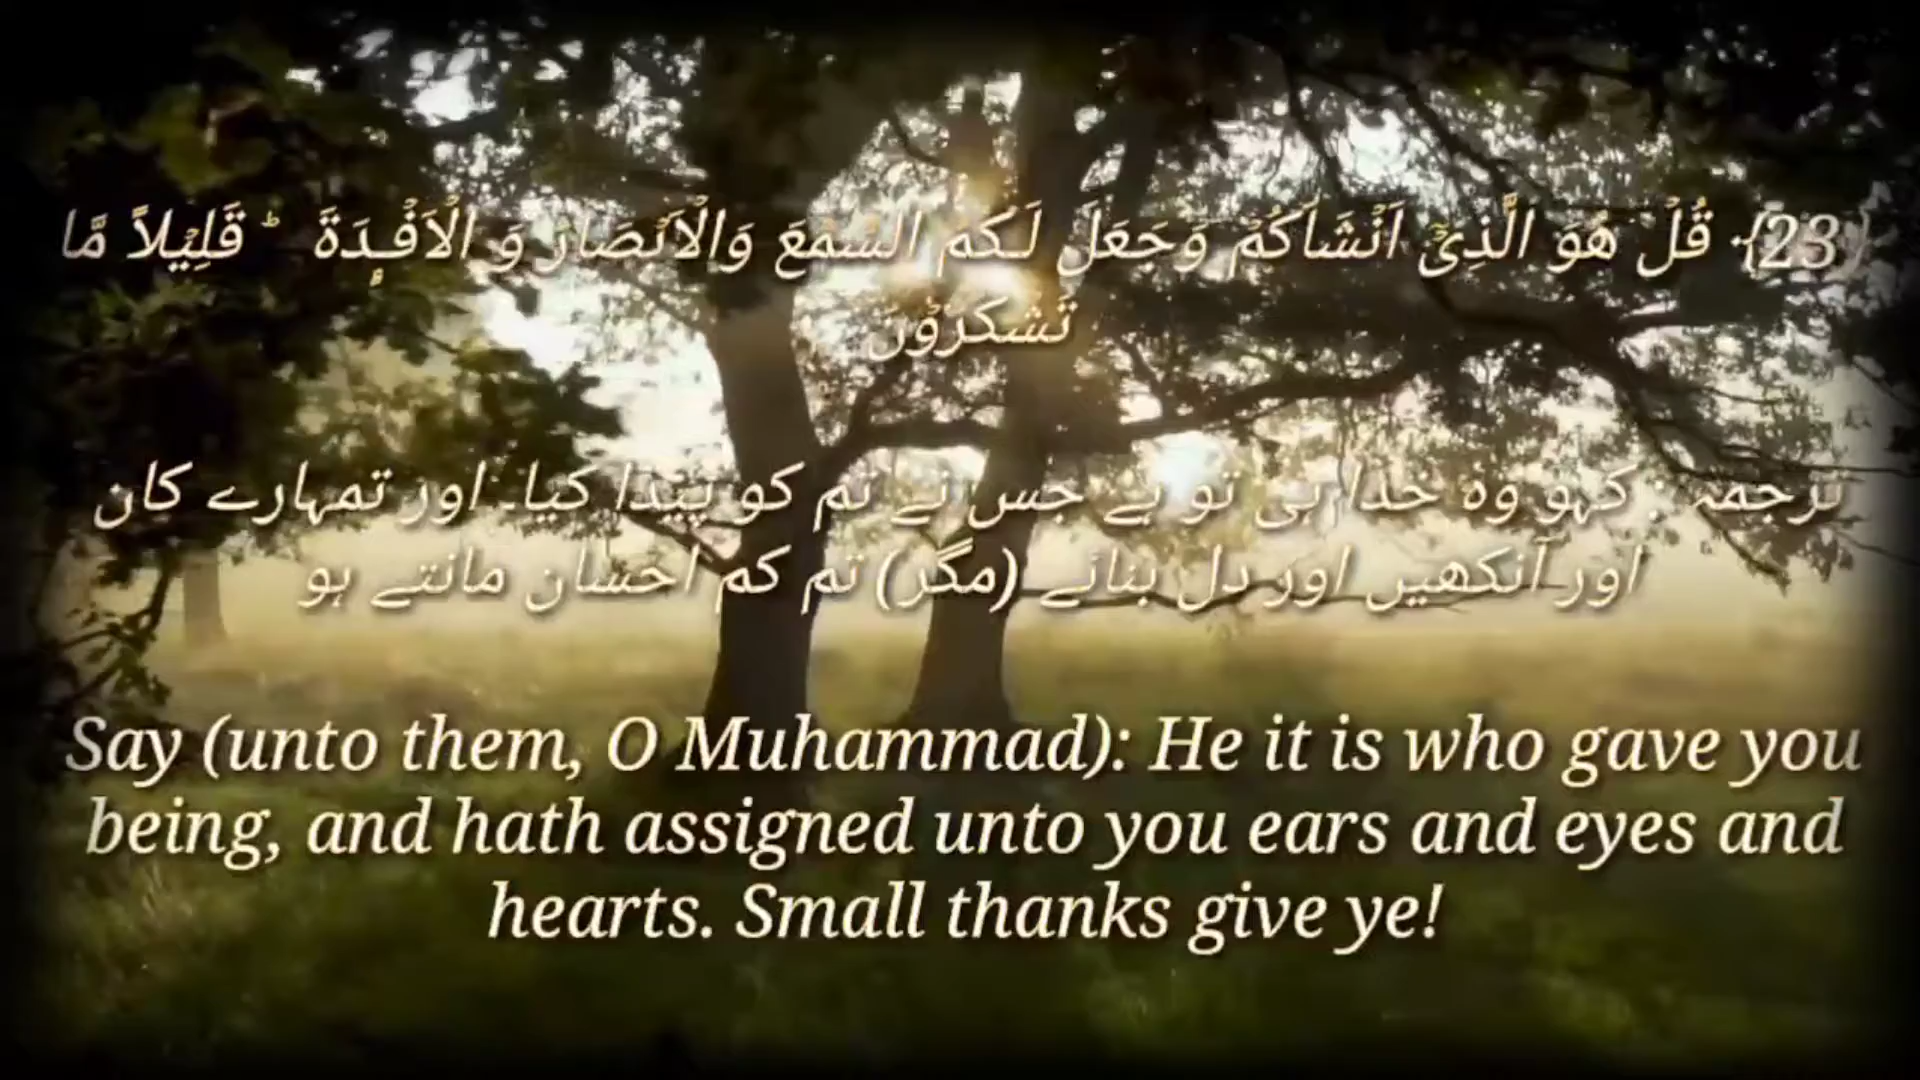 {23}. قُلۡ هُوَ الَّذِىۡۤ اَنۡشَاَكُمۡ وَجَعَلَ لَـكُمُ السَّمۡعَ وَالۡاَبۡصَارَ وَ الۡاَفۡـِٕدَةَ ‌ ؕ قَلِيۡلاً مَّا
تَشۡكُرُوۡنَ
ترجمہ : کہو وہ خدا ہی تو ہے جس نے تم کو پیدا کیا۔ اور تمہارے کان
اور آنکھیں اور دل بنائے (مگر) تم کم احسان مانتے ہو
Say (unto them, O Muhammad): He it is who gave you
being, and hath assigned unto you ears and eyes and
hearts. Small thanks give ye!